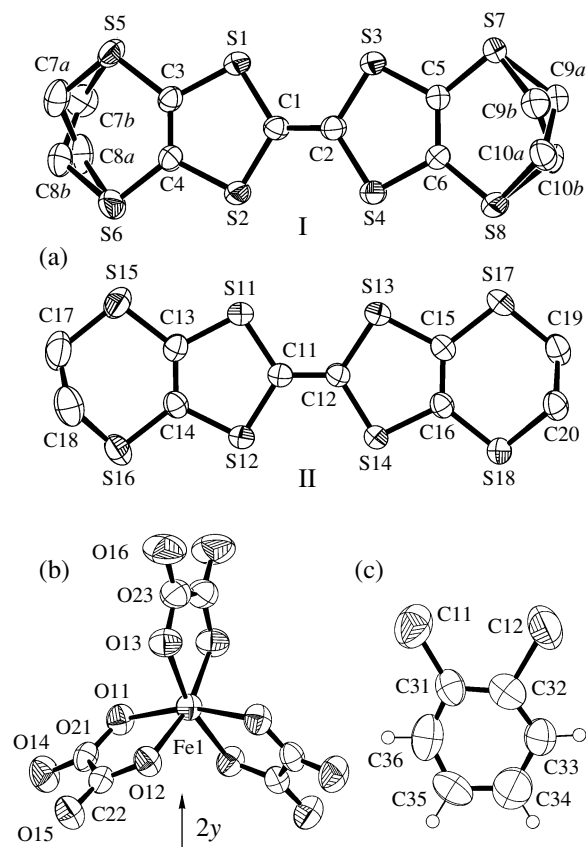 S5 S1 S3 S7
C7a C3 C5 C9a
C1
C7b C9b
C8a C2 C10a
C8b C4 C6 C10b
S6 S2 S4 S8
I
(a)
S15 S11 S13 S17
C17 C13 C15 C19
C11
C12
C18 C14 C16 C20
S16 S12 S14 S18
II
(b) (c)
O16
O23 C11 C12
O13
O11 C31 C32
O21
O14 Fe1 C36 C33
O12 C35 C34
O15 C22 2y